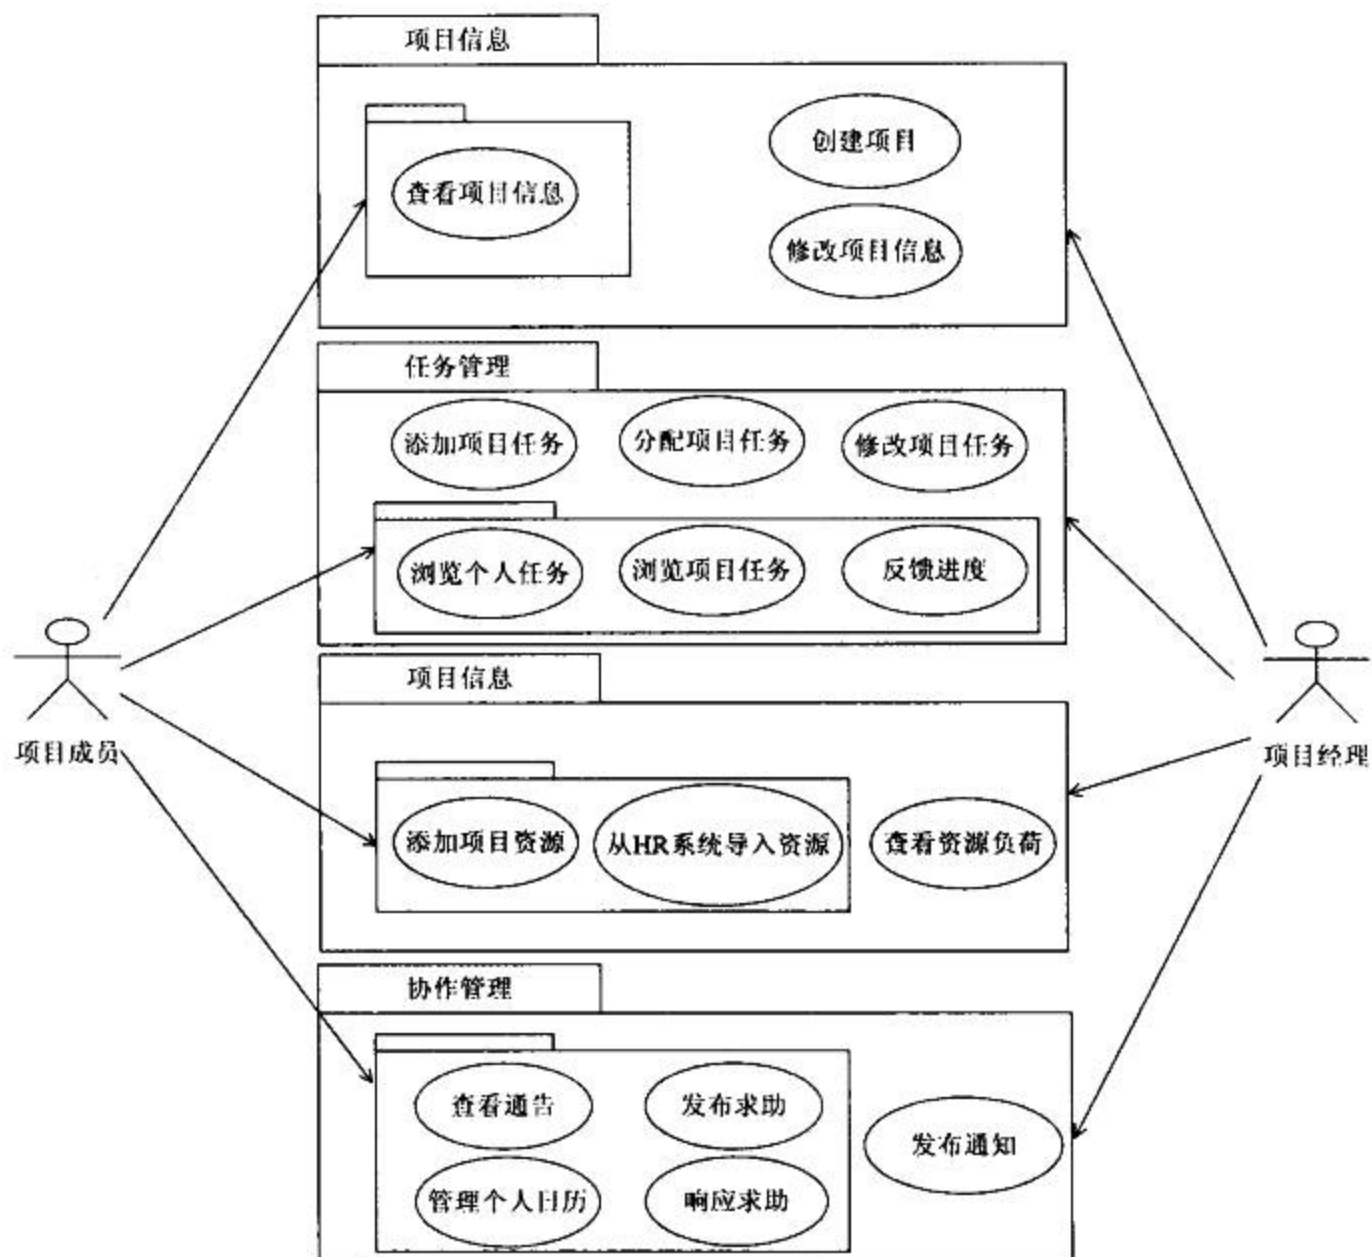 项目信息
查看项目信息
创建项目
修改项目信息
任务管理
添加项目任务
分配项目任务
修改项目任务
浏览个人任务
浏览项目任务
反馈进度
项目成员
项目经理
项目信息
添加项目资源
从HR系统导入资源
查看资源负荷
协作管理
查看通告
发布求助
发布通知
管理个人日历
响应求助